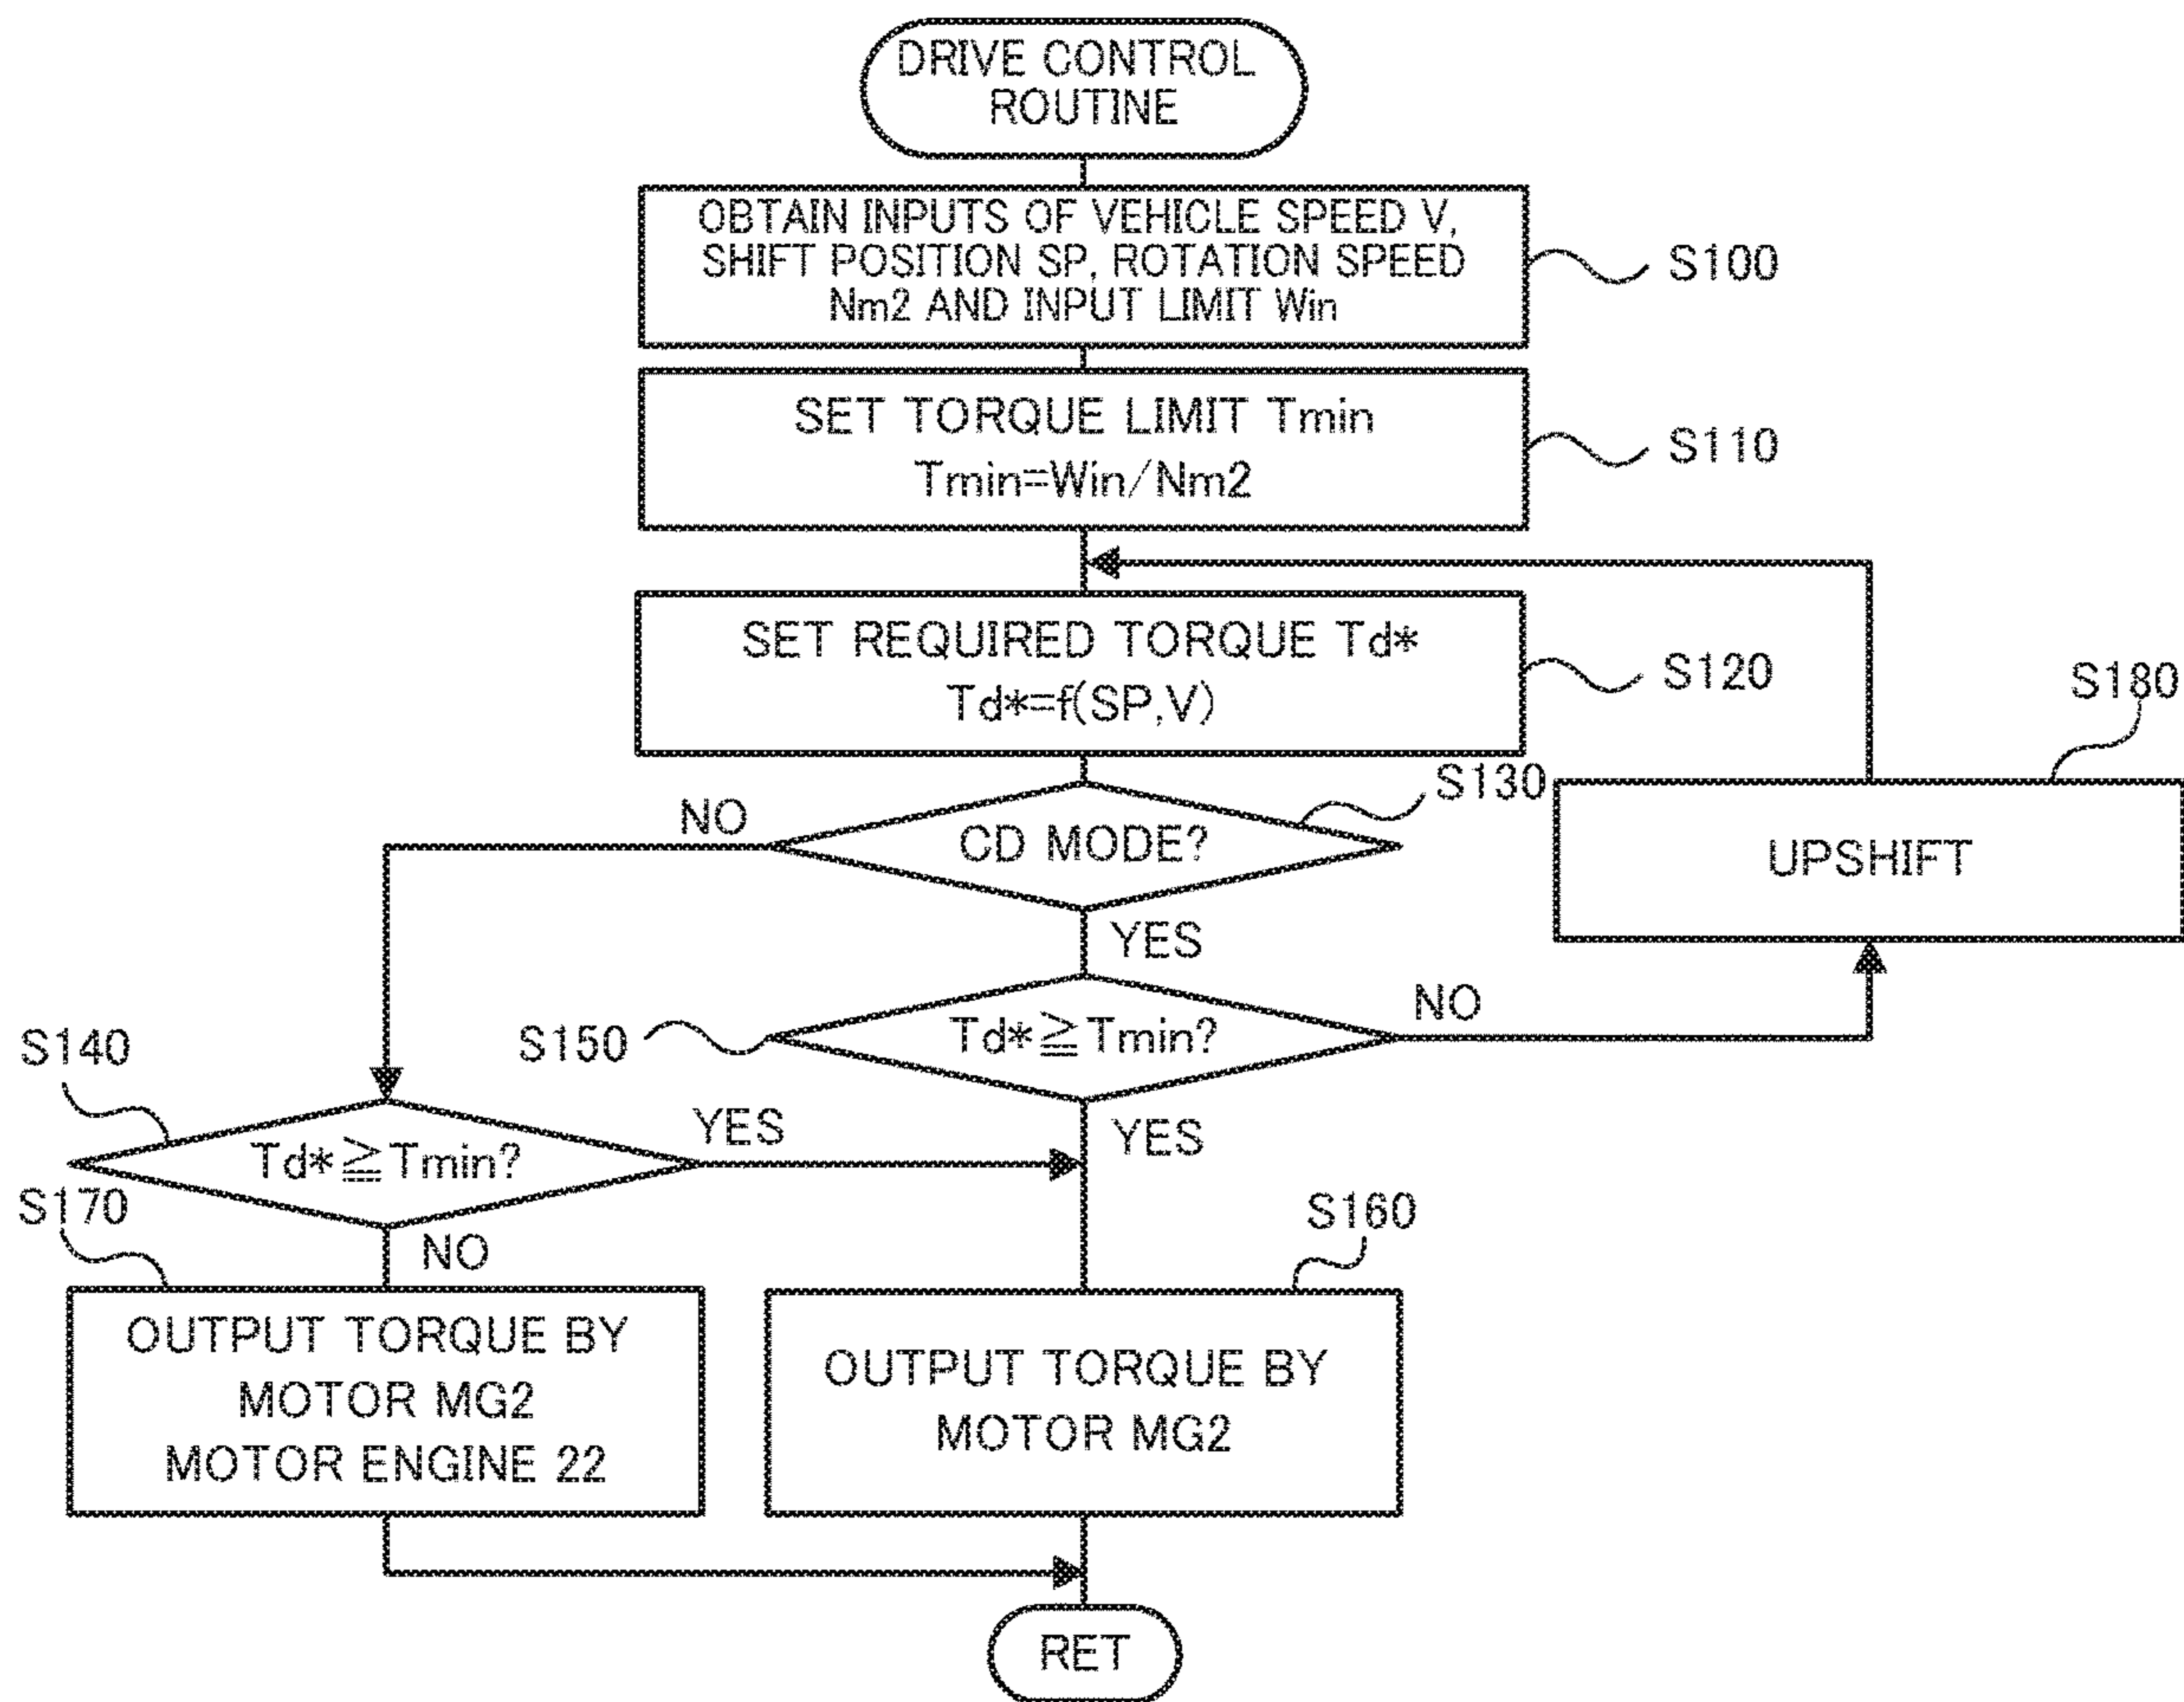 DRIVE CONTROL
ROUTINE
OBTAIN INPUTS OF VEHICLE SPEED V,
SHIFT POSITION SP, ROTATION SPEED
Nm2 AND INPUT LIMIT Win
S100
SET TORQUE LIMIT Tmin
Tmin=Win/Nm2
S110
SET REQUIRED TORQUE Td*
Td*=f(SP,V)
S120
S180
UPSHIFT
S130
CD MODE?
NO
YES
S150
Td*≧Tmin?
NO
YES
S140
Td*≧Tmin?
YES
NO
S170
OUTPUT TORQUE BY
MOTOR MG2
MOTOR ENGINE 22
S160
OUTPUT TORQUE BY
MOTOR MG2
RET